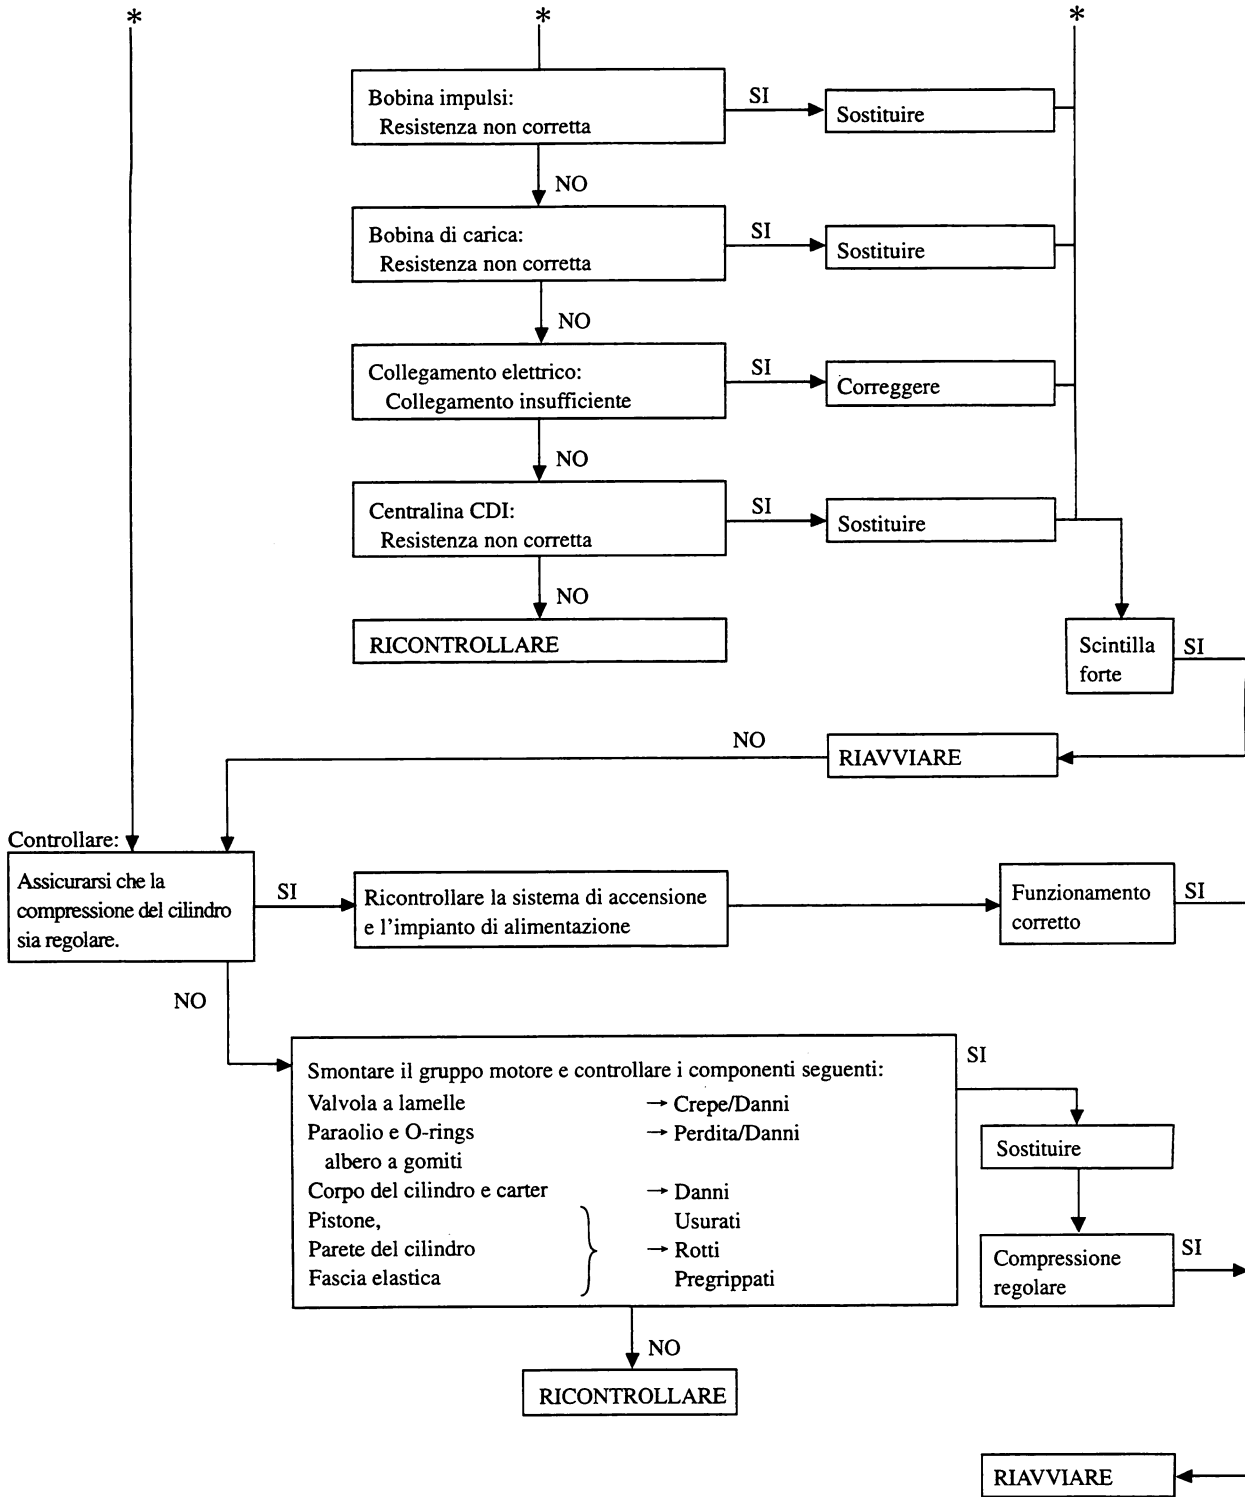 * * *
Bobina impulsi:
Resistenza non corretta
SI
Sostituire
NO
Bobina di carica:
Resistenza non corretta
SI
Sostituire
NO
Collegamento elettrico:
Collegamento insufficiente
SI
Correggere
NO
Centralina CDI:
Resistenza non corretta
SI
Sostituire
NO
RICONTROLLARE
Scintilla
forte
SI
RIAVVIARE
NO
Controllare:
Assicurarsi che la
compressione del cilindro
sia regolare.
SI
Ricontrollare la sistema di accensione
e l'impianto di alimentazione
Funzionamento
corretto
SI
NO
Smontare il gruppo motore e controllare i componenti seguenti:
Valvola a lamelle → Crepe/Danni
Paraolio e O-rings → Perdita/Danni
albero a gomiti
Corpo del cilindro e carter → Danni
Pistone, Usurati
Parete del cilindro → Rotti
Fascia elastica Pregrippati
SI
Sostituire
Compressione
regolare
SI
NO
RICONTROLLARE
RIAVVIARE